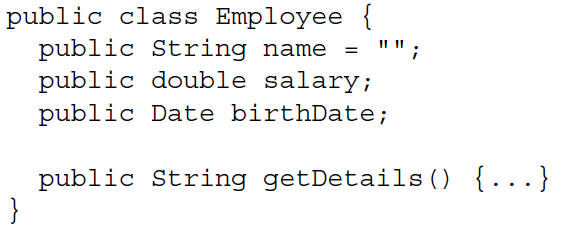 public class Employee {
  public String name = "";
  public double salary;
  public Date birthDate;

  public String getDetails() {...}
}